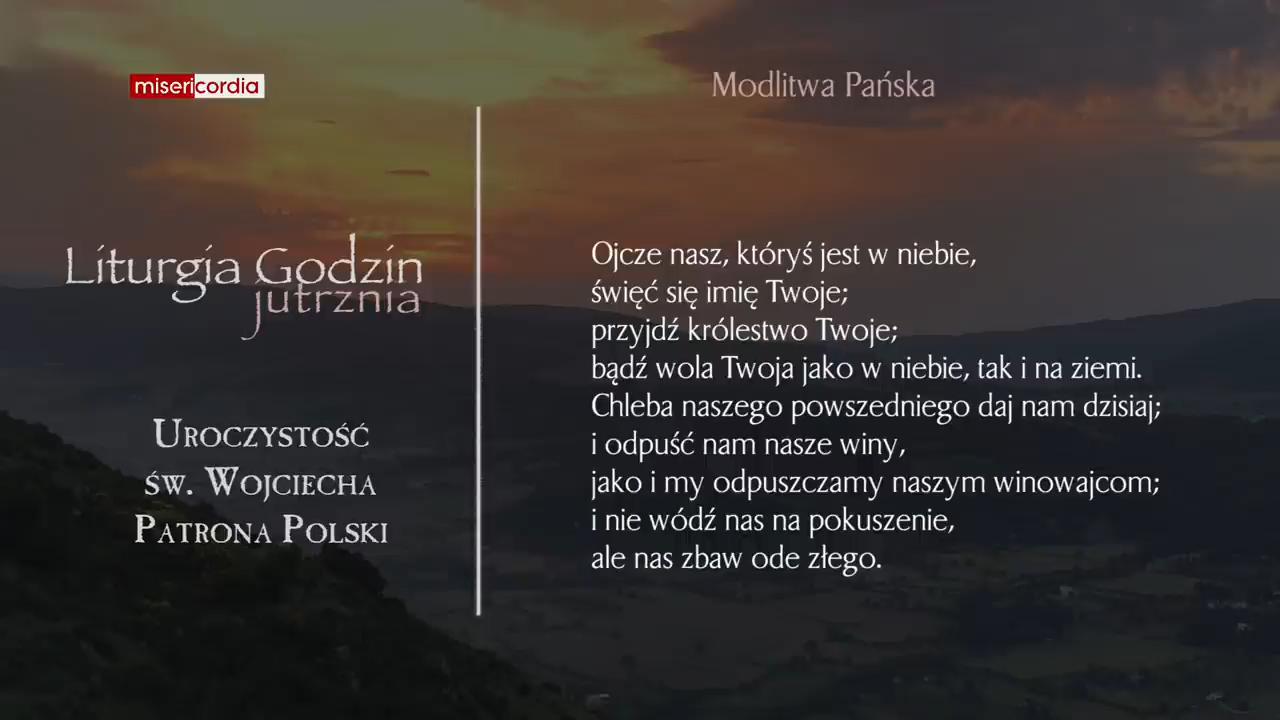 misericordia
Liturgia Godzin
jutrznia
Uroczystość
św. Wojciecha
Patrona Polski
Modlitwa Pańska
Ojcze nasz, któryś jest w niebie,
święć się imię Twoje;
przyjdź królestwo Twoje;
bądź wola Twoja jako w niebie, tak i na ziemi.
Chleba naszego powszedniego daj nam dzisiaj;
i odpuść nam nasze winy,
jako i my odpuszczamy naszym winowajcom;
i nie wódź nas na pokuszenie,
ale nas zbaw ode złego.